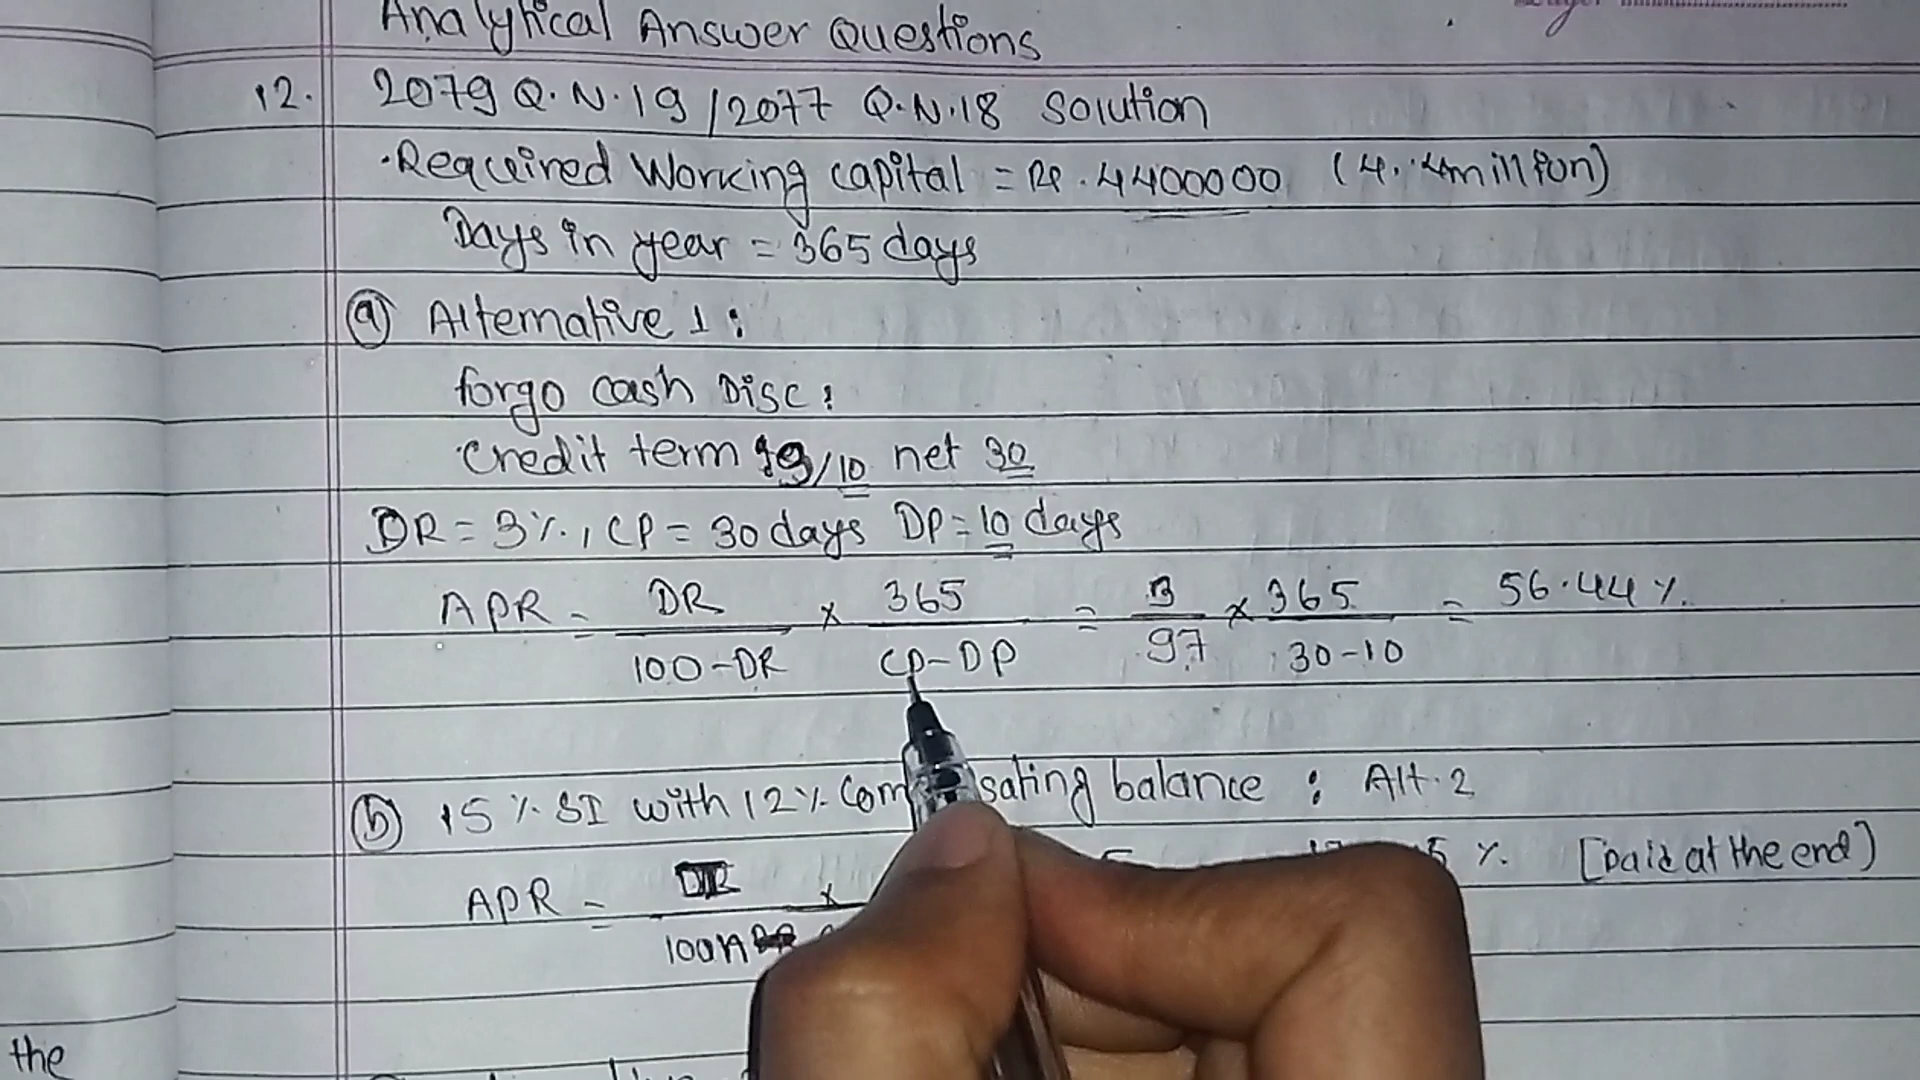 Analytical Answer Questions
12. 2079 Q.N.19 / 2077 Q.N.18 Solution
Required Working capital = Rs. 4400000 (4.4million)
Days in year = 365 days
(a) Alternative 1 :
forgo cash Disc :
Credit term 3/10 net 30
DR = 3%, CP = 30 days DP = 10 days
APR = DR / 100-DR × 365 / CP-DP = 3 / 97 × 365 / 30-10 = 56.44%
(b) 15% SI with 12% Com sating balance : Alt. 2
APR = × % [paid at the end]
the